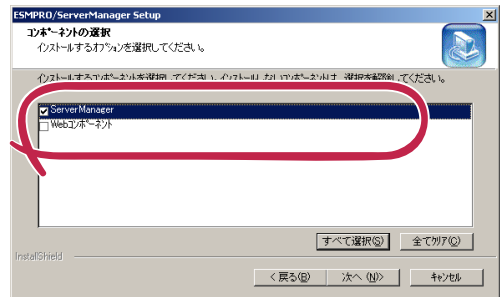 ESMPRO/ServerManager Setup
コンポーネントの選択
インストールするオプションを選択してください。
インストールするコンポーネントを選択してください。インストールしないコンポーネントは、選択を解除してください。
ServerManager
Webコンポーネント
すべて選択(S)
全てクリア(C)
InstallShield
< 戻る(B)
次へ (N)>
キャンセル